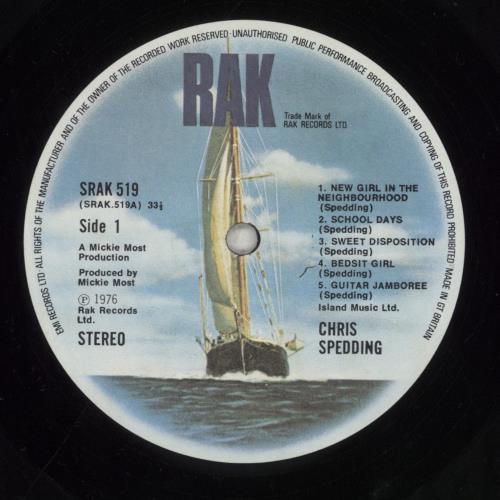 EMI RECORDS LTD. ALL RIGHTS OF THE MANUFACTURER AND OF THE OWNER OF THE RECORDED WORK RESERVED·UNAUTHORISED PUBLIC PERFORMANCE BROADCASTING AND COPYING OF THIS RECORD PROHIBITED MADE IN GT BRITAIN
RAK
Trade Mark of
RAK RECORDS LTD.
SRAK 519
(SRAK.519A) 33⅓
Side 1
A Mickie Most
Production
Produced by
Mickie Most
℗ 1976
Rak Records
Ltd.
STEREO
1. NEW GIRL IN THE
NEIGHBOURHOOD
(Spedding)
2. SCHOOL DAYS
(Spedding)
3. SWEET DISPOSITION
(Spedding)
4. BEDSIT GIRL
(Spedding)
5. GUITAR JAMBOREE
(Spedding)
Island Music Ltd.
CHRIS
SPEDDING